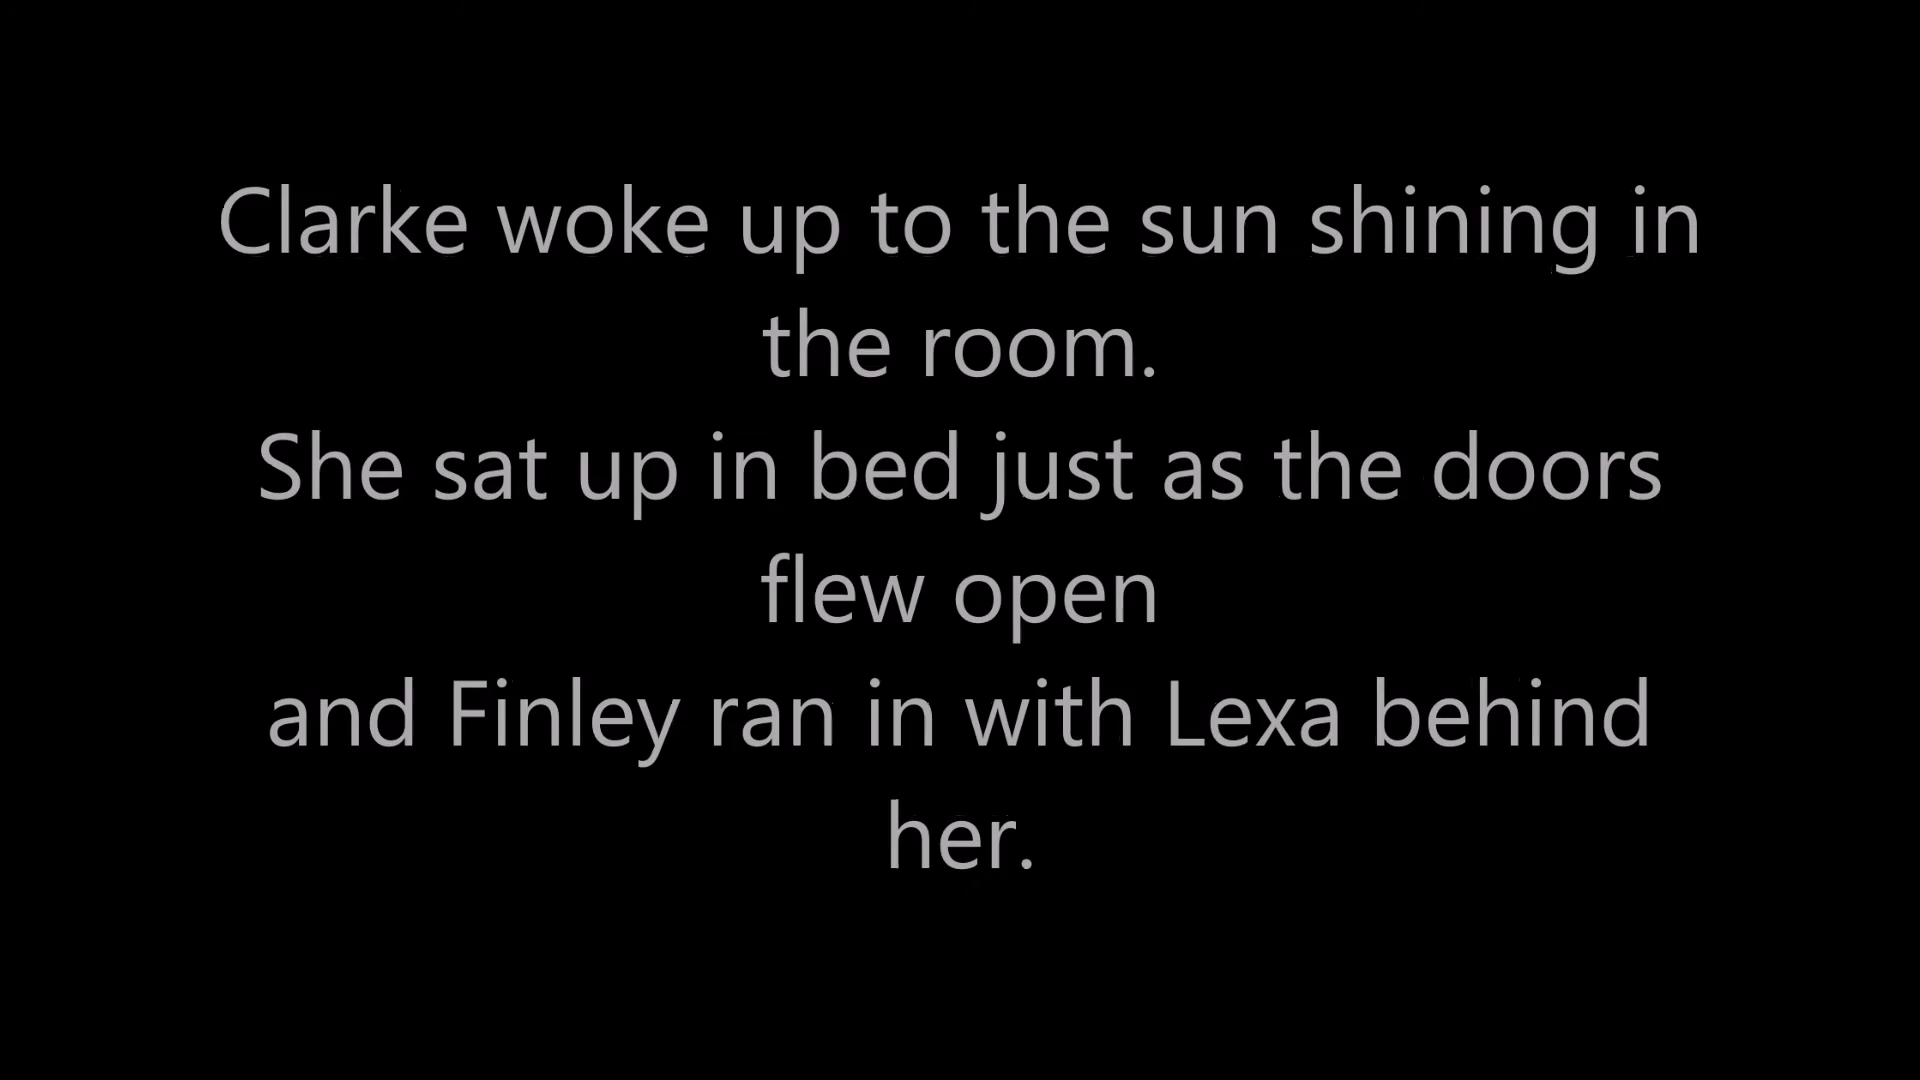 Clarke woke up to the sun shining in
the room.
She sat up in bed just as the doors
flew open
and Finley ran in with Lexa behind
her.